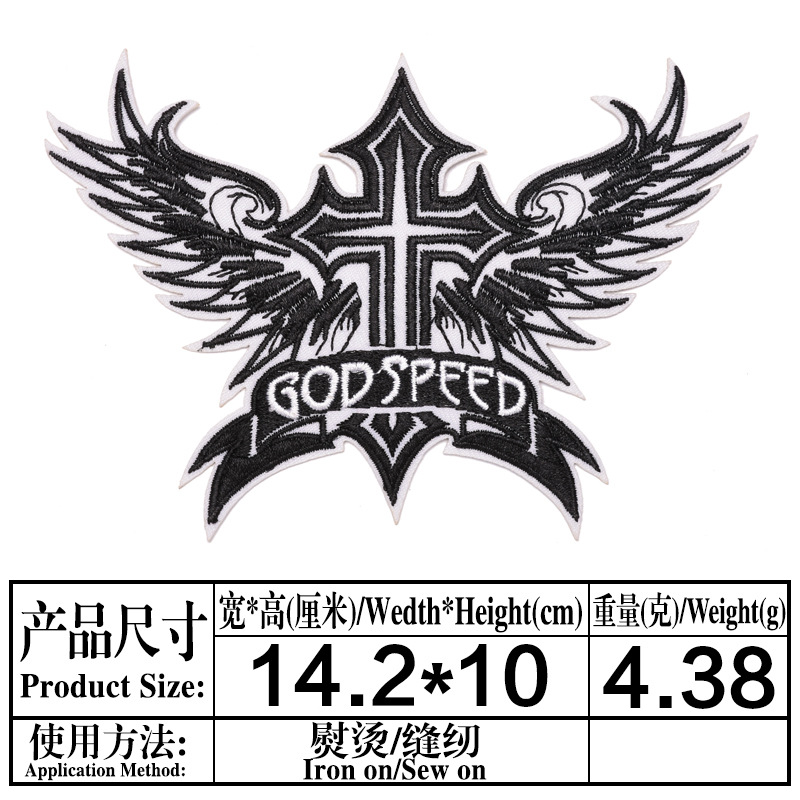 GODSPEED
产品尺寸
Product Size:
宽*高(厘米)/Wedth*Height(cm)
14.2*10
重量(克)/Weight(g)
4.38
使用方法:
Application Method:
熨烫/缝纫
Iron on/Sew on